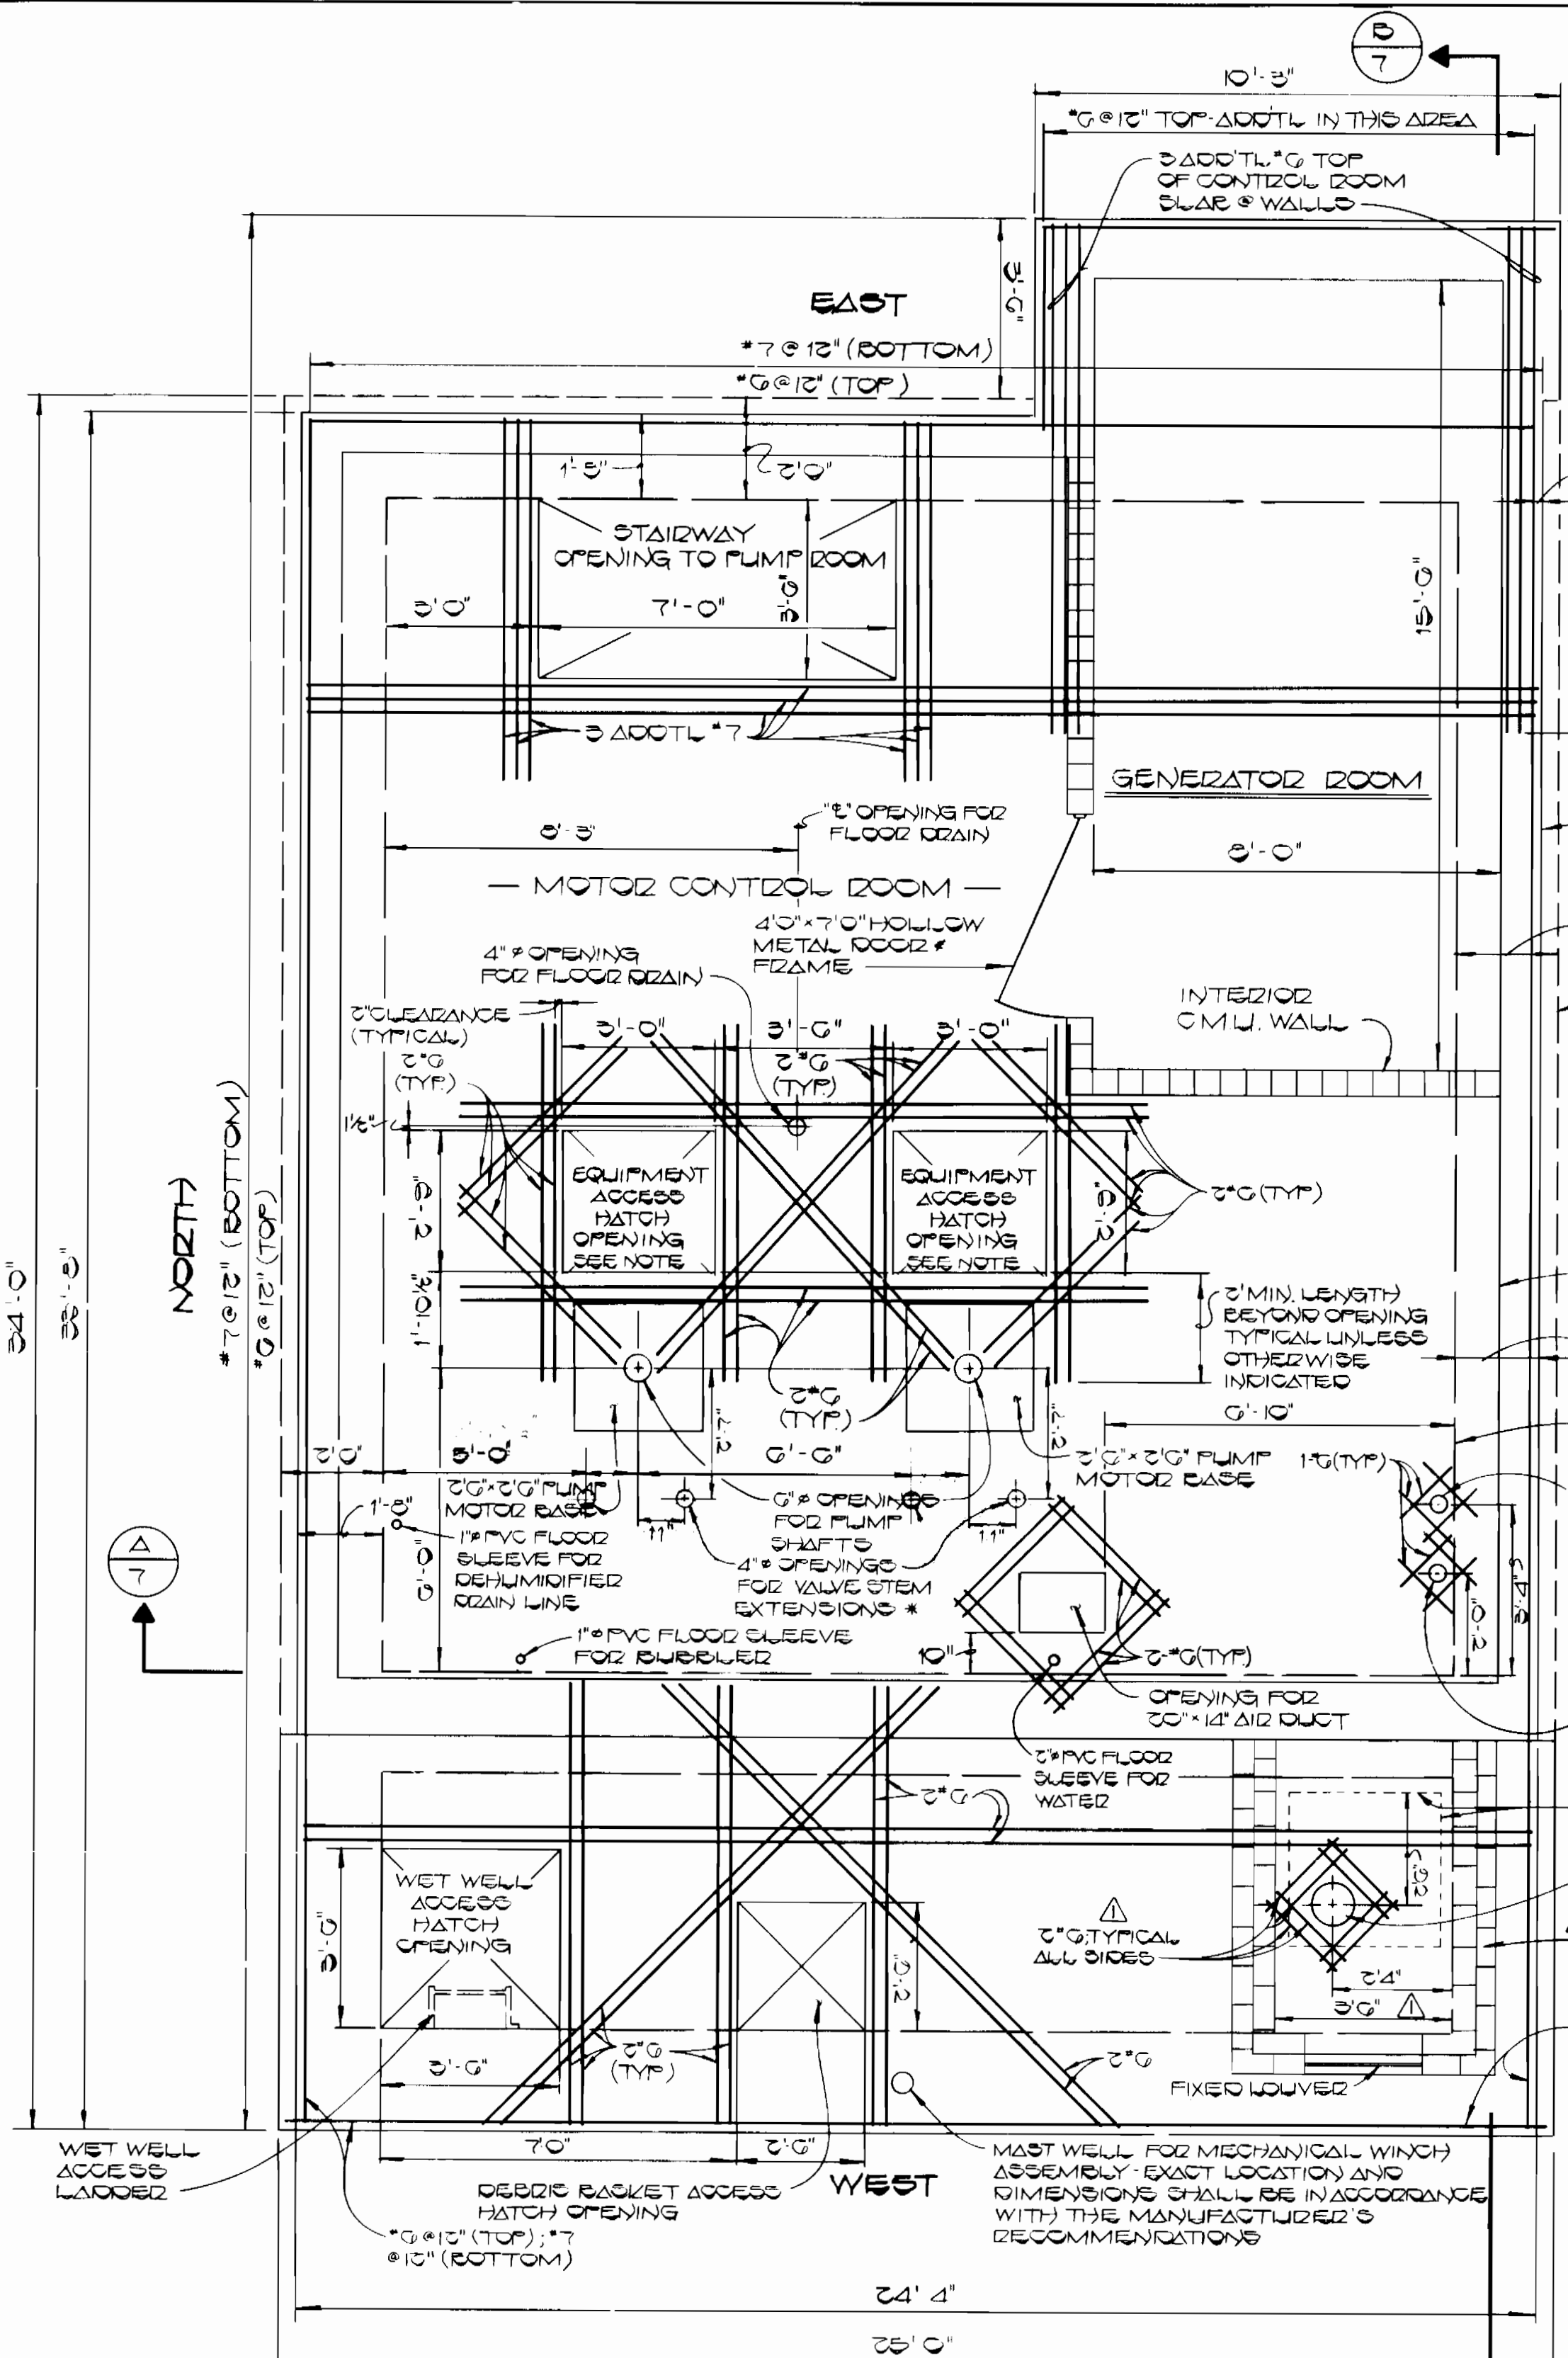 B
7
10'-3"
#6@12" TOP-ADD'TL IN THIS AREA
3 ADD'TL. #6 TOP
OF CONTROL ROOM
SLAB @ WALLS
3'-6"
EAST
#7@12" (BOTTOM)
#6@12" (TOP)
1'-8"
2'0"
STAIRWAY
OPENING TO PUMP ROOM
3'0"
7'-0"
3'-0"
15'-0"
3 ADDTL #7
GENERATOR ROOM
"℄" OPENING FOR
FLOOR DRAIN
8'-3"
8'-0"
MOTOR CONTROL ROOM
4'0"×7'0" HOLLOW
METAL DOOR &
FRAME
4"ø OPENING
FOR FLOOR DRAIN
INTERIOR
C.M.U. WALL
2" CLEARANCE
(TYPICAL)
3'-0"
3'-6"
3'-0"
2-#6
(TYP.)
2-#6
(TYP.)
EQUIPMENT
ACCESS
HATCH
OPENING
SEE NOTE
EQUIPMENT
ACCESS
HATCH
OPENING
SEE NOTE
2-#6 (TYP)
NORTH
#7@12" (BOTTOM)
#6@12" (TOP)
34'-0"
33'-8"
1'-10¾"
2' MIN. LENGTH
BEYOND OPENING
TYPICAL UNLESS
OTHERWISE
INDICATED
2-#6
(TYP.)
6'-10"
2'0"
5'-0"
6'-6"
2'-2"
2'-2"
2'6"×2'6" PUMP
MOTOR BASE
2'6"×2'6" PUMP
MOTOR BASE
1-6(TYP)
1'-8"
1"ø PVC FLOOR
SLEEVE FOR
DEHUMIDIFIER
DRAIN LINE
11"
6"ø OPENINGS
FOR PUMP
SHAFTS
11"
A
7
4"ø OPENINGS
FOR VALVE STEM
EXTENSIONS *
3'4"
2'-0"
1"ø PVC FLOOR SLEEVE
FOR BUBBLER
10"
2-#6(TYP.)
OPENING FOR
20"×14" AIR DUCT
2"ø PVC FLOOR
SLEEVE FOR
WATER
2-#6
WET WELL
ACCESS
HATCH
OPENING
3'-6"
1
2-#6, TYPICAL
ALL SIDES
2'4"
3'6"
1
2-#6
(TYP.)
2-#6
3'-6"
FIXED LOUVER
7'0"
2'6"
WET WELL
ACCESS
LADDER
DEBRIS BASKET ACCESS
HATCH OPENING
WEST
MAST WELL FOR MECHANICAL WINCH
ASSEMBLY - EXACT LOCATION AND
DIMENSIONS SHALL BE IN ACCORDANCE
WITH THE MANUFACTURER'S
RECOMMENDATIONS
#6@12" (TOP); #7
@12" (BOTTOM)
24' 4"
25' 0"